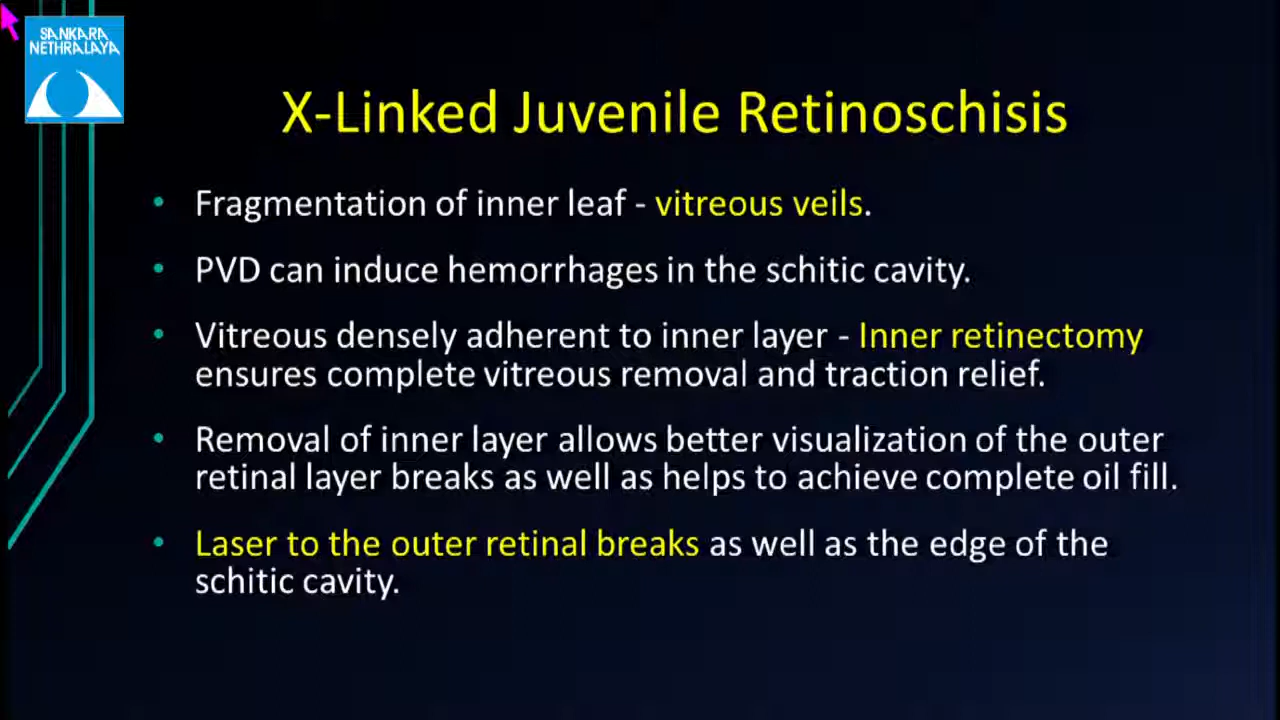 SANKARA
NETHRALAYA
X-Linked Juvenile Retinoschisis
• Fragmentation of inner leaf - vitreous veils.
• PVD can induce hemorrhages in the schitic cavity.
• Vitreous densely adherent to inner layer - Inner retinectomy
ensures complete vitreous removal and traction relief.
• Removal of inner layer allows better visualization of the outer
retinal layer breaks as well as helps to achieve complete oil fill.
• Laser to the outer retinal breaks as well as the edge of the
schitic cavity.